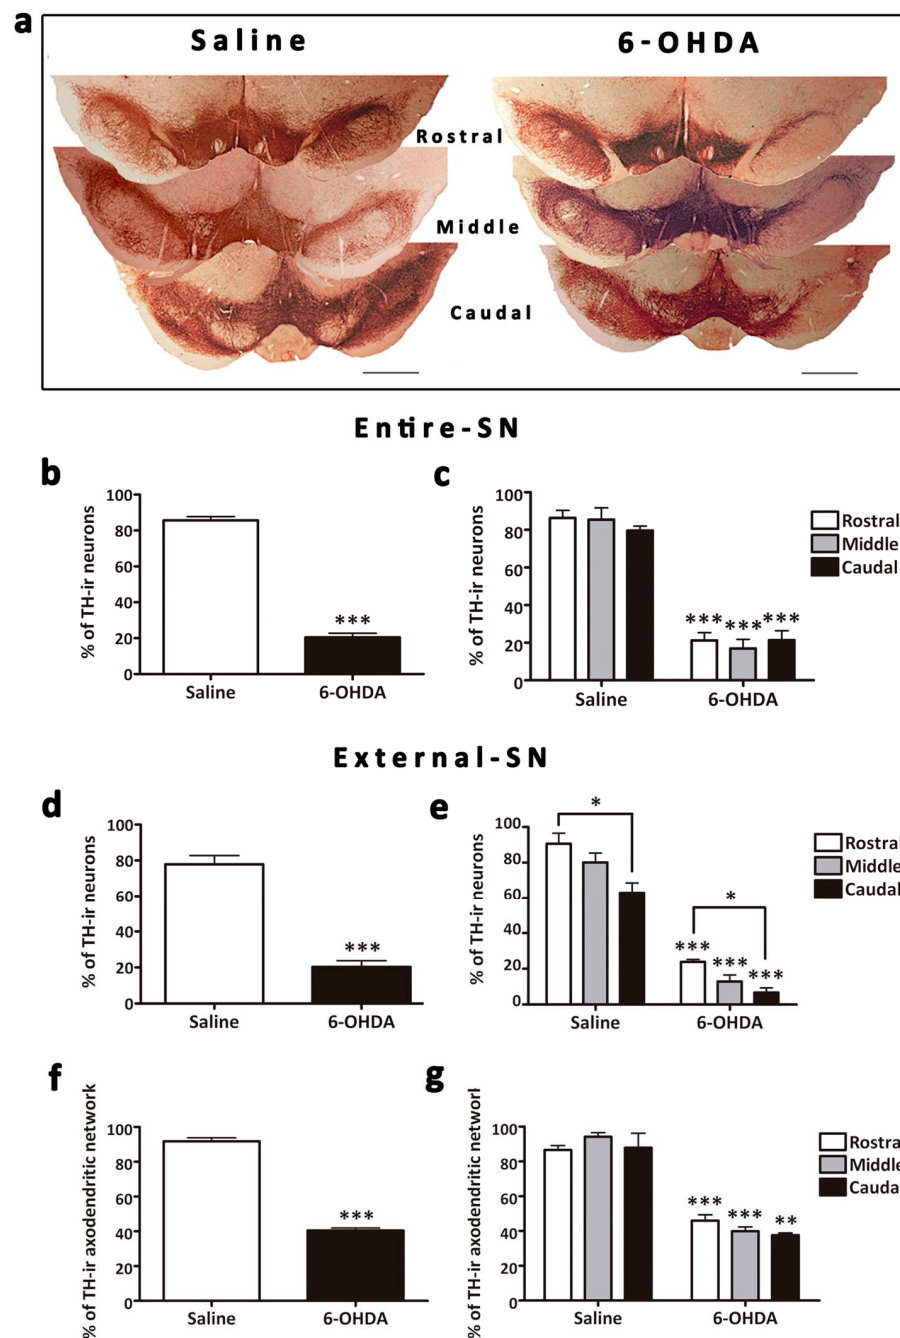 a
Saline
6-OHDA
Rostral
Middle
Caudal
Entire-SN
b
% of TH-ir neurons
100
80
60
40
20
0
***
Saline
6-OHDA
c
% of TH-ir neurons
100
80
60
40
20
0
*** *** ***
Saline
6-OHDA
Rostral
Middle
Caudal
External-SN
d
% of TH-ir neurons
100
80
60
40
20
0
***
Saline
6-OHDA
e
% of TH-ir neurons
100
80
60
40
20
0
*
*
*** *** ***
Saline
6-OHDA
Rostral
Middle
Caudal
f
% of TH-ir axodendritic network
100
80
60
40
20
0
***
Saline
6-OHDA
g
% of TH-ir axodendritic network
100
80
60
40
20
0
*** *** **
Saline
6-OHDA
Rostral
Middle
Caudal